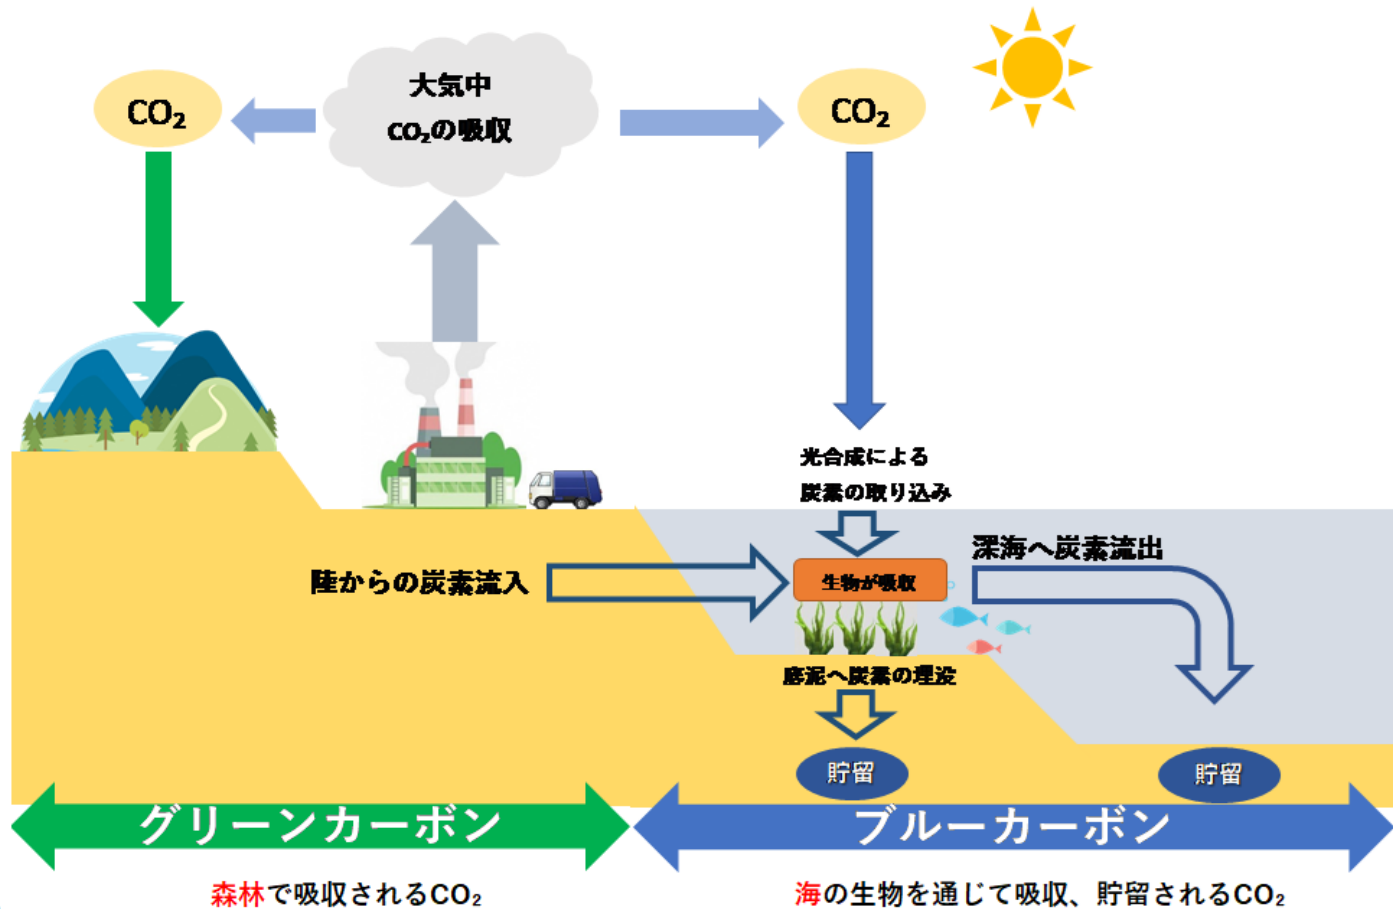 大気中
CO₂の吸収
CO₂
CO₂
光合成による
炭素の取り込み
深海へ炭素流出
陸からの炭素流入
生物が吸収
底泥へ炭素の埋没
貯留
貯留
グリーンカーボン
ブルーカーボン
森林で吸収されるCO₂
海の生物を通じて吸収、貯留されるCO₂